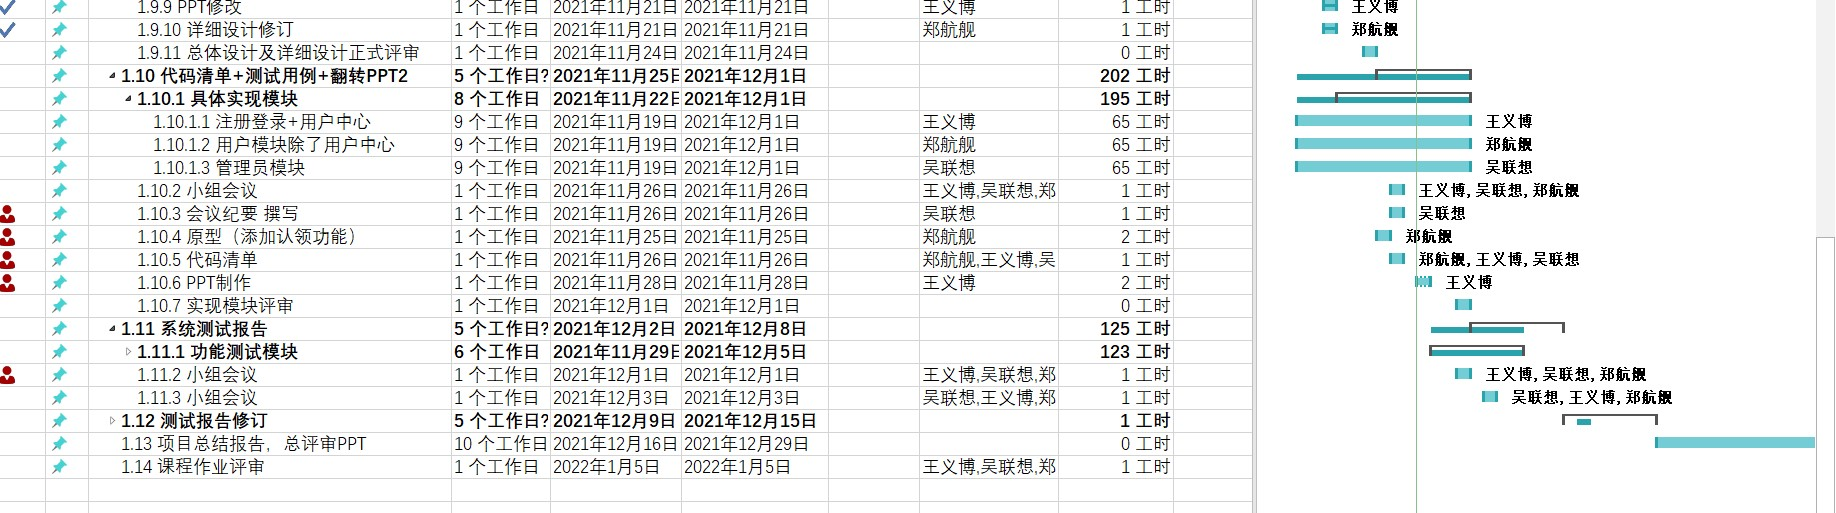 1.9.9 PPT修改 1 个工作日 2021年11月21日 2021年11月21日 王义博 1 工时 王义博
1.9.10 详细设计修订 1 个工作日 2021年11月21日 2021年11月21日 郑航舰 1 工时 郑航舰
1.9.11 总体设计及详细设计正式评审 1 个工作日 2021年11月24日 2021年11月24日 0 工时
1.10 代码清单+测试用例+翻转PPT2 5 个工作日? 2021年11月25日 2021年12月1日 202 工时
1.10.1 具体实现模块 8 个工作日 2021年11月22日 2021年12月1日 195 工时
1.10.1.1 注册登录+用户中心 9 个工作日 2021年11月19日 2021年12月1日 王义博 65 工时 王义博
1.10.1.2 用户模块除了用户中心 9 个工作日 2021年11月19日 2021年12月1日 郑航舰 65 工时 郑航舰
1.10.1.3 管理员模块 9 个工作日 2021年11月19日 2021年12月1日 吴联想 65 工时 吴联想
1.10.2 小组会议 1 个工作日 2021年11月26日 2021年11月26日 王义博,吴联想,郑 1 工时 王义博, 吴联想, 郑航舰
1.10.3 会议纪要 撰写 1 个工作日 2021年11月26日 2021年11月26日 吴联想 1 工时 吴联想
1.10.4 原型（添加认领功能） 1 个工作日 2021年11月25日 2021年11月25日 郑航舰 2 工时 郑航舰
1.10.5 代码清单 1 个工作日 2021年11月26日 2021年11月26日 郑航舰,王义博,吴 1 工时 郑航舰, 王义博, 吴联想
1.10.6 PPT制作 1 个工作日 2021年11月28日 2021年11月28日 王义博 2 工时 王义博
1.10.7 实现模块评审 1 个工作日 2021年12月1日 2021年12月1日 0 工时
1.11 系统测试报告 5 个工作日? 2021年12月2日 2021年12月8日 125 工时
1.11.1 功能测试模块 6 个工作日 2021年11月29日 2021年12月5日 123 工时
1.11.2 小组会议 1 个工作日 2021年12月1日 2021年12月1日 王义博,吴联想,郑 1 工时 王义博, 吴联想, 郑航舰
1.11.3 小组会议 1 个工作日 2021年12月3日 2021年12月3日 吴联想,王义博,郑 1 工时 吴联想, 王义博, 郑航舰
1.12 测试报告修订 5 个工作日? 2021年12月9日 2021年12月15日 1 工时
1.13 项目总结报告，总评审PPT 10 个工作日 2021年12月16日 2021年12月29日 0 工时
1.14 课程作业评审 1 个工作日 2022年1月5日 2022年1月5日 王义博,吴联想,郑 1 工时